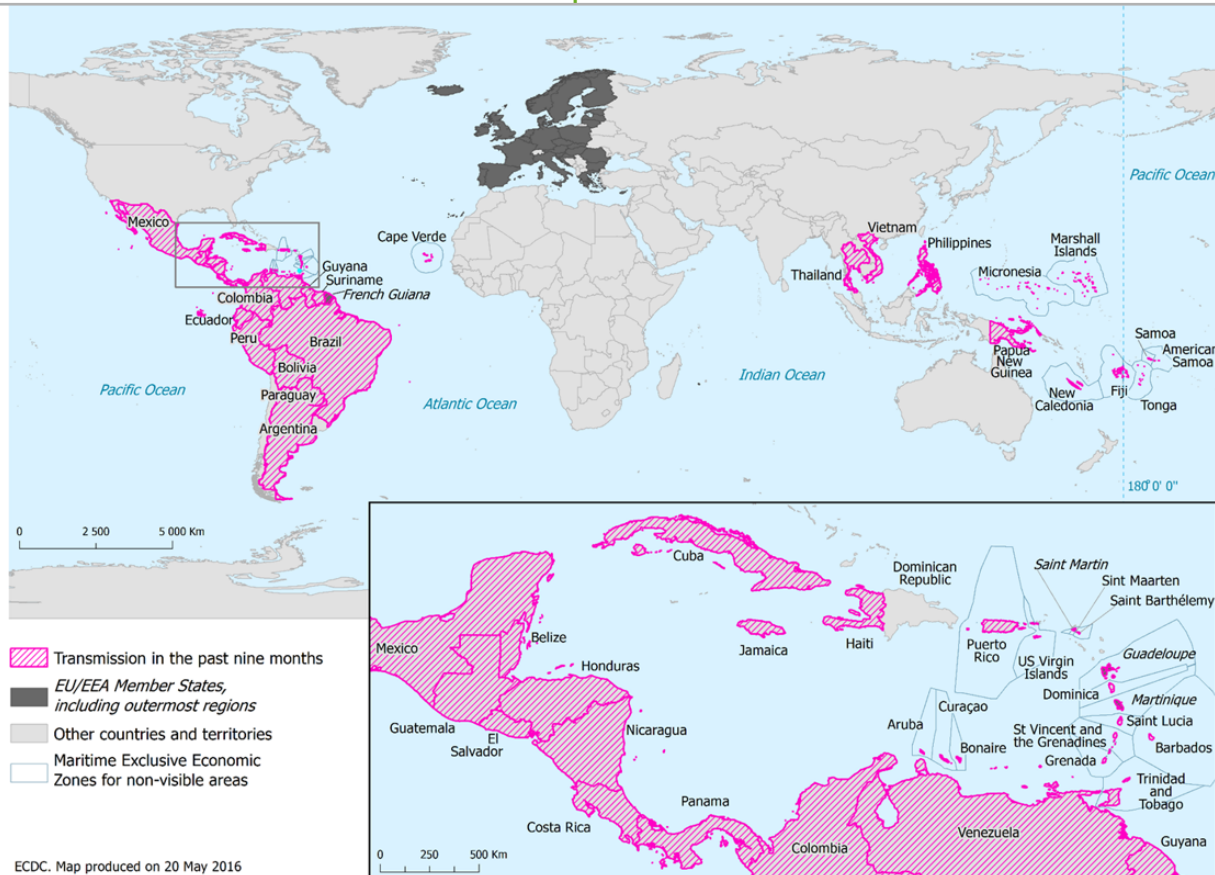 Pacific Ocean
Mexico
Cape Verde
Vietnam
Philippines
Marshall
Islands
Micronesia
Thailand
Guyana
Suriname
French Guiana
Colombia
Ecuador
Peru
Brazil
Bolivia
Paraguay
Argentina
Pacific Ocean
Atlantic Ocean
Indian Ocean
Papua
New
Guinea
Samoa
American
Samoa
New
Caledonia
Fiji
Tonga
180° 0' 0"
0 2 500 5 000 Km
Cuba
Dominican
Republic
Saint Martin
Sint Maarten
Saint Barthélemy
Mexico
Belize
Jamaica
Haiti
Puerto
Rico
US Virgin
Islands
Guadeloupe
Honduras
Dominica
Martinique
Guatemala
El
Salvador
Nicaragua
Aruba
Curaçao
Bonaire
St Vincent and
the Grenadines
Saint Lucia
Barbados
Grenada
Trinidad
and
Tobago
Costa Rica
Panama
Colombia
Venezuela
Guyana
0 250 500 Km
Transmission in the past nine months
EU/EEA Member States,
including outermost regions
Other countries and territories
Maritime Exclusive Economic
Zones for non-visible areas
ECDC. Map produced on 20 May 2016